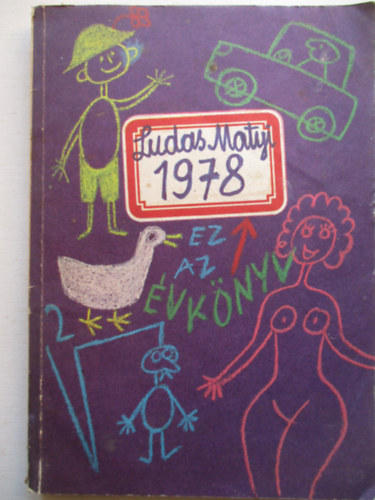 Ludas Matyi
1978
EZ
AZ
ÉVKÖNYV
2